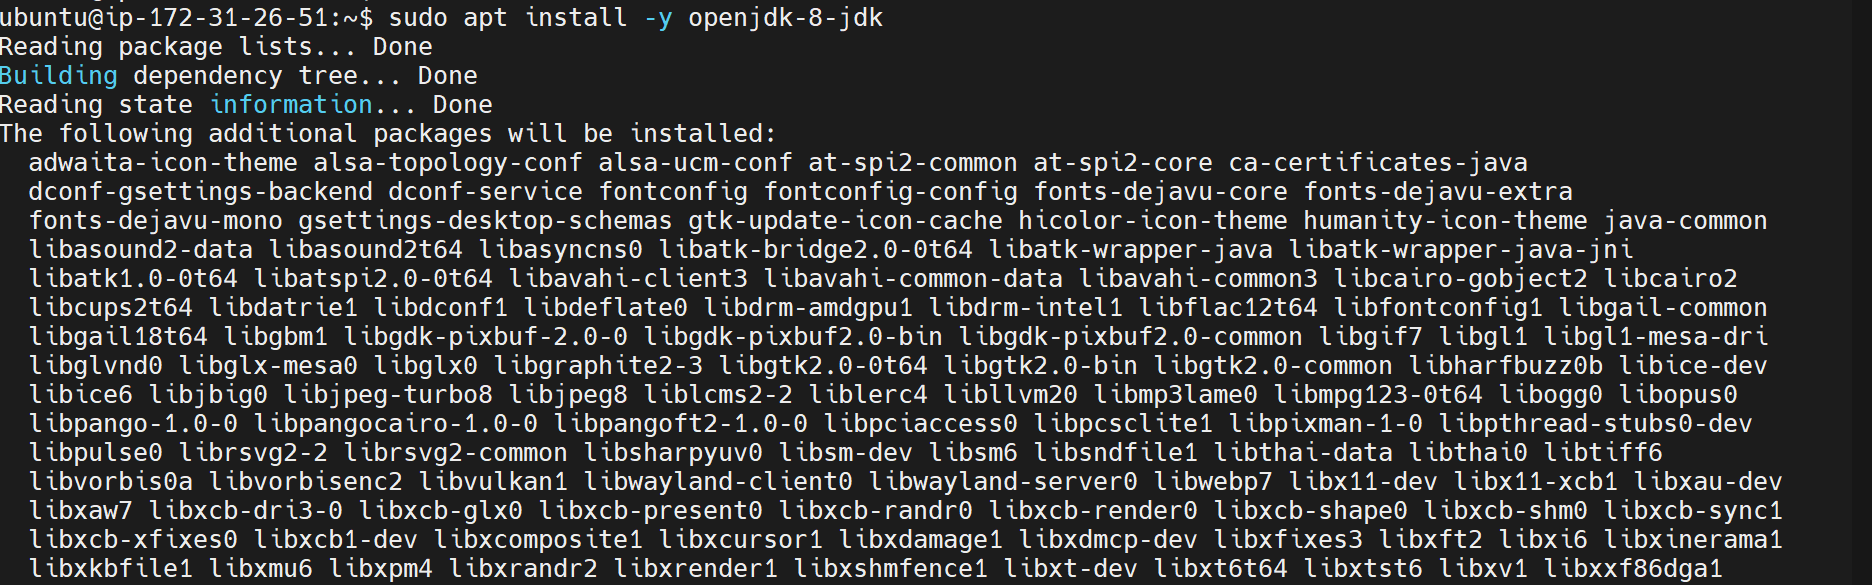 ubuntu@ip-172-31-26-51:~$ sudo apt install -y openjdk-8-jdk
Reading package lists... Done
Building dependency tree... Done
Reading state information... Done
The following additional packages will be installed:
  adwaita-icon-theme alsa-topology-conf alsa-ucm-conf at-spi2-common at-spi2-core ca-certificates-java
  dconf-gsettings-backend dconf-service fontconfig fontconfig-config fonts-dejavu-core fonts-dejavu-extra
  fonts-dejavu-mono gsettings-desktop-schemas gtk-update-icon-cache hicolor-icon-theme humanity-icon-theme java-common
  libasound2-data libasound2t64 libasyncns0 libatk-bridge2.0-0t64 libatk-wrapper-java libatk-wrapper-java-jni
  libatk1.0-0t64 libatspi2.0-0t64 libavahi-client3 libavahi-common-data libavahi-common3 libcairo-gobject2 libcairo2
  libcups2t64 libdatrie1 libdconf1 libdeflate0 libdrm-amdgpu1 libdrm-intel1 libflac12t64 libfontconfig1 libgail-common
  libgail18t64 libgbm1 libgdk-pixbuf-2.0-0 libgdk-pixbuf2.0-bin libgdk-pixbuf2.0-common libgif7 libgl1 libgl1-mesa-dri
  libglvnd0 libglx-mesa0 libglx0 libgraphite2-3 libgtk2.0-0t64 libgtk2.0-bin libgtk2.0-common libharfbuzz0b libice-dev
  libice6 libjbig0 libjpeg-turbo8 libjpeg8 liblcms2-2 liblerc4 libllvm20 libmp3lame0 libmpg123-0t64 libogg0 libopus0
  libpango-1.0-0 libpangocairo-1.0-0 libpangoft2-1.0-0 libpciaccess0 libpcsclite1 libpixman-1-0 libpthread-stubs0-dev
  libpulse0 librsvg2-2 librsvg2-common libsharpyuv0 libsm-dev libsm6 libsndfile1 libthai-data libthai0 libtiff6
  libvorbis0a libvorbisenc2 libvulkan1 libwayland-client0 libwayland-server0 libwebp7 libx11-dev libx11-xcb1 libxau-dev
  libxaw7 libxcb-dri3-0 libxcb-glx0 libxcb-present0 libxcb-randr0 libxcb-render0 libxcb-shape0 libxcb-shm0 libxcb-sync1
  libxcb-xfixes0 libxcb1-dev libxcomposite1 libxcursor1 libxdamage1 libxdmcp-dev libxfixes3 libxft2 libxi6 libxinerama1
  libxkbfile1 libxmu6 libxpm4 libxrandr2 libxrender1 libxshmfence1 libxt-dev libxt6t64 libxtst6 libxv1 libxxf86dga1